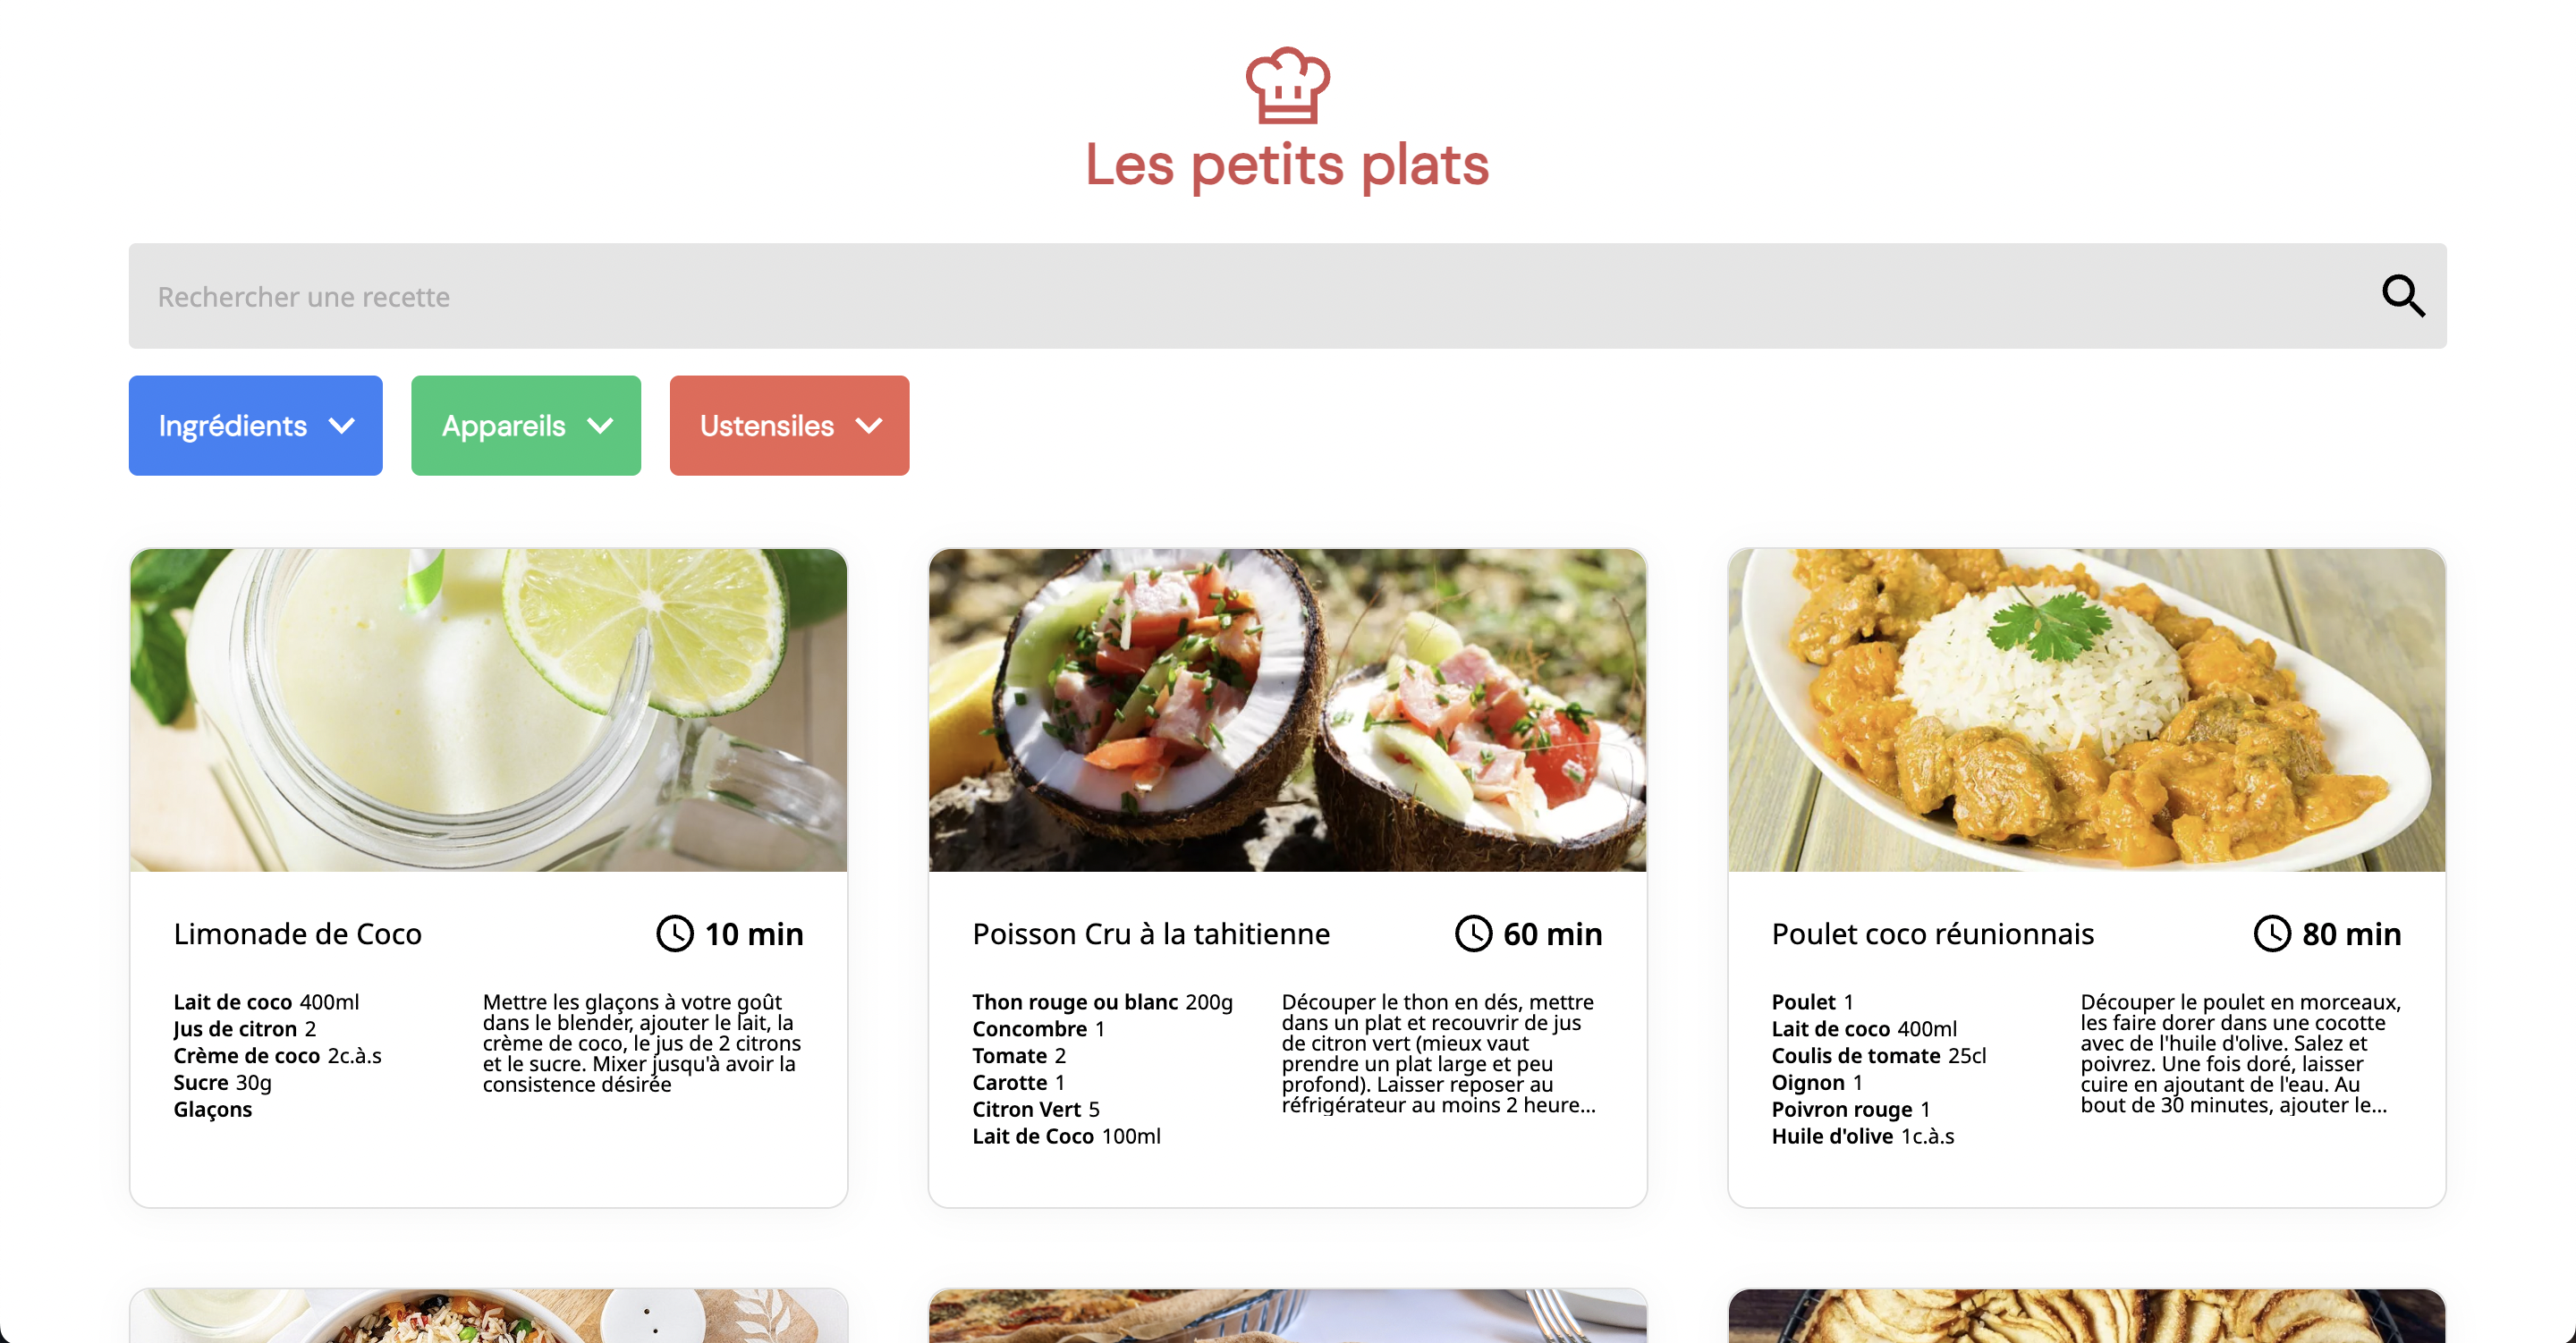 Les petits plats
Rechercher une recette
Ingrédients
Appareils
Ustensiles
Limonade de Coco
10 min
Lait de coco 400ml
Jus de citron 2
Crème de coco 2c.à.s
Sucre 30g
Glaçons
Mettre les glaçons à votre goût
dans le blender, ajouter le lait, la
crème de coco, le jus de 2 citrons
et le sucre. Mixer jusqu'à avoir la
consistence désirée
Poisson Cru à la tahitienne
60 min
Thon rouge ou blanc 200g
Concombre 1
Tomate 2
Carotte 1
Citron Vert 5
Lait de Coco 100ml
Découper le thon en dés, mettre
dans un plat et recouvrir de jus
de citron vert (mieux vaut
prendre un plat large et peu
profond). Laisser reposer au
réfrigérateur au moins 2 heure...
Poulet coco réunionnais
80 min
Poulet 1
Lait de coco 400ml
Coulis de tomate 25cl
Oignon 1
Poivron rouge 1
Huile d'olive 1c.à.s
Découper le poulet en morceaux,
les faire dorer dans une cocotte
avec de l'huile d'olive. Salez et
poivrez. Une fois doré, laisser
cuire en ajoutant de l'eau. Au
bout de 30 minutes, ajouter le...